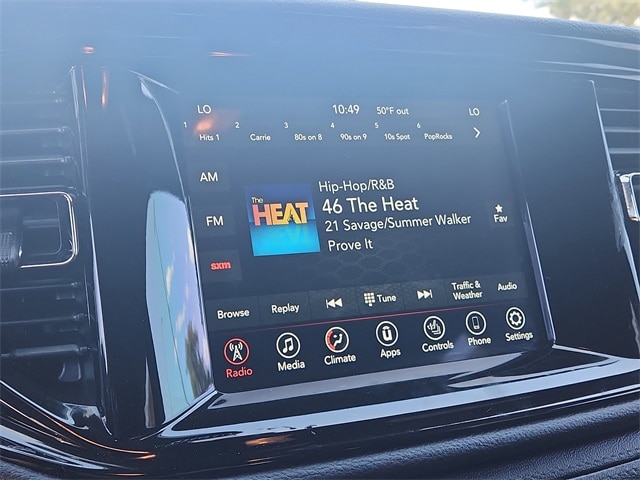 LO 10:49 50°F out LO
1 Hits 1 2 Carrie 3 80s on 8 4 90s on 9 5 10s Spot 6 PopRocks
AM
FM
sxm
The HEAT
Hip-Hop/R&B
46 The Heat
21 Savage/Summer Walker
Prove It
Fav
Browse Replay Tune Traffic & Weather Audio
Radio Media Climate Apps Controls Phone Settings